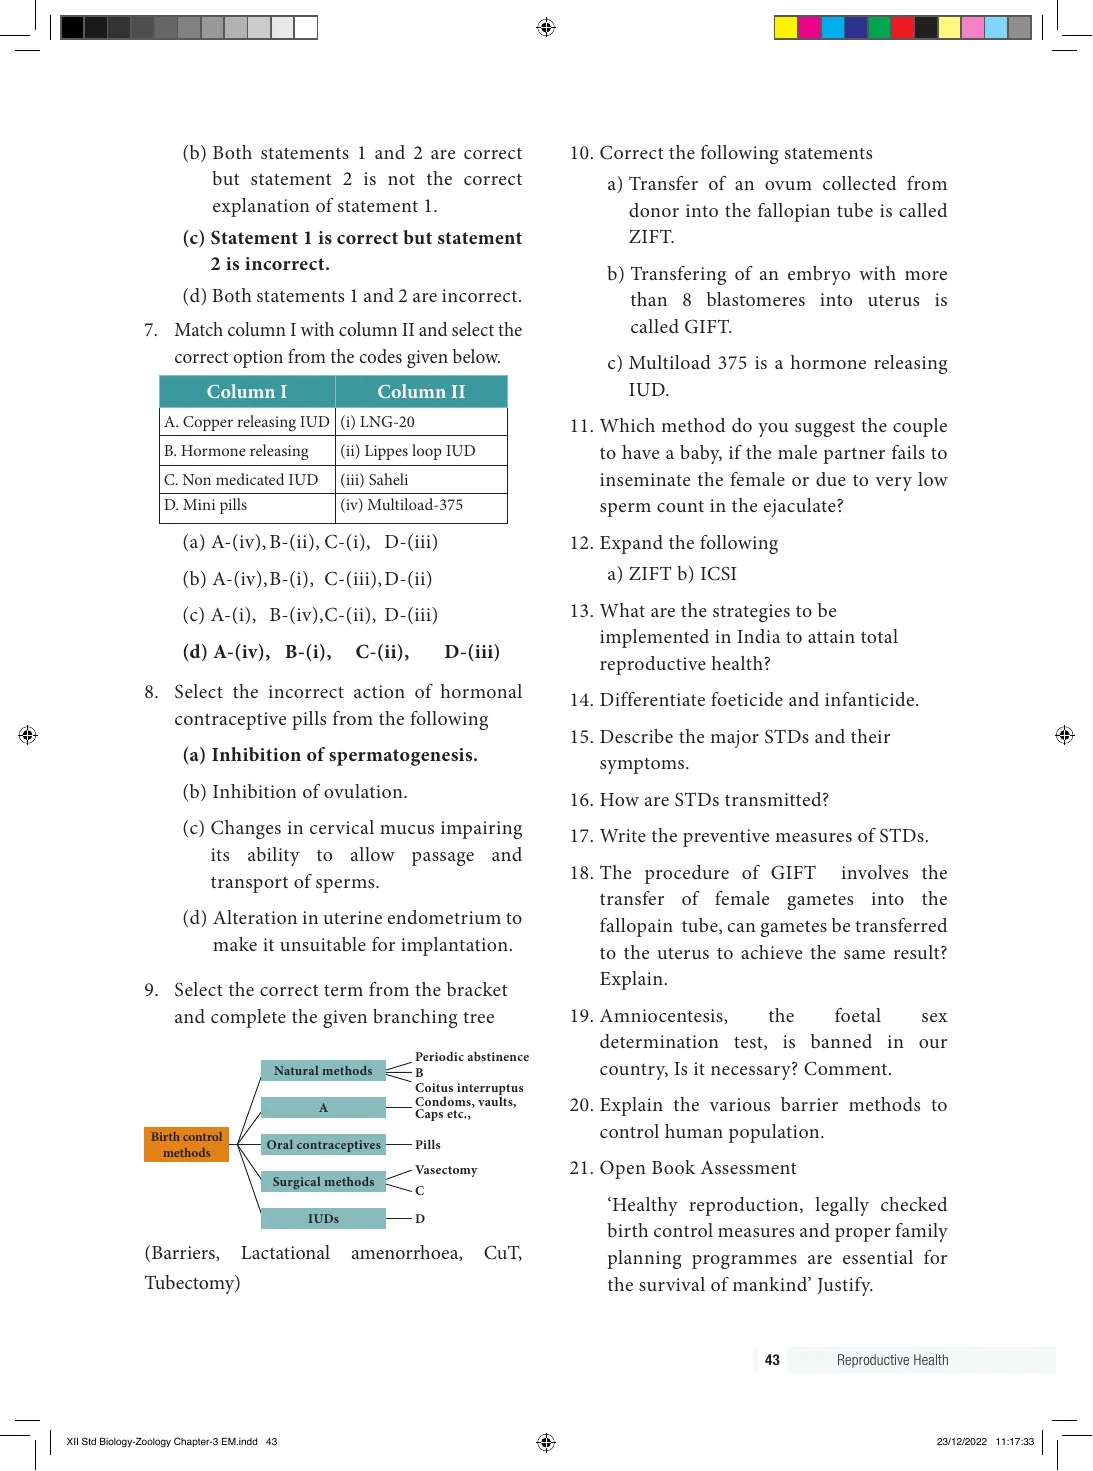 (b) Both statements 1 and 2 are correct
but statement 2 is not the correct
explanation of statement 1.
(c) Statement 1 is correct but statement
2 is incorrect.
(d) Both statements 1 and 2 are incorrect.
7. Match column I with column II and select the
correct option from the codes given below.
Column I Column II
A. Copper releasing IUD (i) LNG-20
B. Hormone releasing (ii) Lippes loop IUD
C. Non medicated IUD (iii) Saheli
D. Mini pills (iv) Multiload-375
(a) A-(iv), B-(ii), C-(i), D-(iii)
(b) A-(iv), B-(i), C-(iii), D-(ii)
(c) A-(i), B-(iv), C-(ii), D-(iii)
(d) A-(iv), B-(i), C-(ii), D-(iii)
8. Select the incorrect action of hormonal
contraceptive pills from the following
(a) Inhibition of spermatogenesis.
(b) Inhibition of ovulation.
(c) Changes in cervical mucus impairing
its ability to allow passage and
transport of sperms.
(d) Alteration in uterine endometrium to
make it unsuitable for implantation.
9. Select the correct term from the bracket
and complete the given branching tree
Birth control
methods
Natural methods
Periodic abstinence
B
Coitus interruptus
A
Condoms, vaults,
Caps etc.,
Oral contraceptives
Pills
Surgical methods
Vasectomy
C
IUDs
D
(Barriers, Lactational amenorrhoea, CuT,
Tubectomy)
10. Correct the following statements
a) Transfer of an ovum collected from
donor into the fallopian tube is called
ZIFT.
b) Transfering of an embryo with more
than 8 blastomeres into uterus is
called GIFT.
c) Multiload 375 is a hormone releasing
IUD.
11. Which method do you suggest the couple
to have a baby, if the male partner fails to
inseminate the female or due to very low
sperm count in the ejaculate?
12. Expand the following
a) ZIFT b) ICSI
13. What are the strategies to be
implemented in India to attain total
reproductive health?
14. Differentiate foeticide and infanticide.
15. Describe the major STDs and their
symptoms.
16. How are STDs transmitted?
17. Write the preventive measures of STDs.
18. The procedure of GIFT involves the
transfer of female gametes into the
fallopain tube, can gametes be transferred
to the uterus to achieve the same result?
Explain.
19. Amniocentesis, the foetal sex
determination test, is banned in our
country, Is it necessary? Comment.
20. Explain the various barrier methods to
control human population.
21. Open Book Assessment
‘Healthy reproduction, legally checked
birth control measures and proper family
planning programmes are essential for
the survival of mankind’ Justify.
43 Reproductive Health
XII Std Biology-Zoology Chapter-3 EM.indd 43 23/12/2022 11:17:33